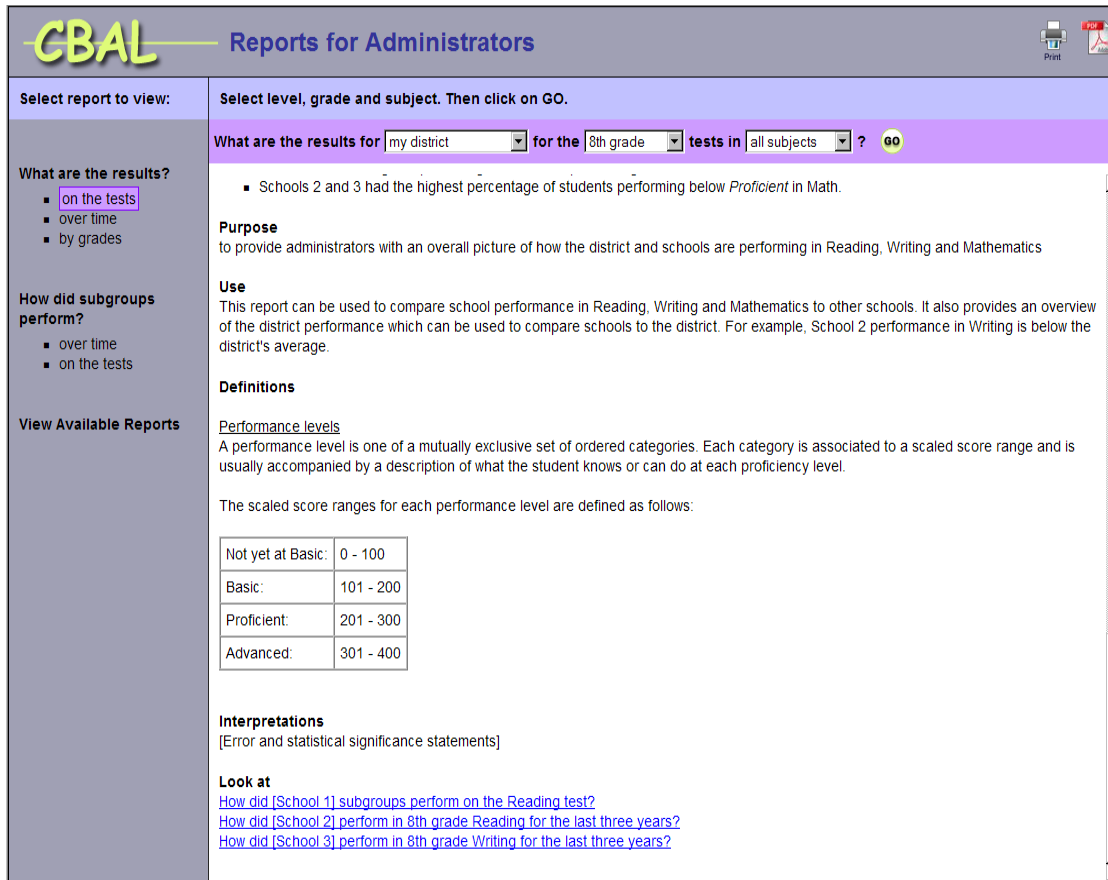 CBAL
Reports for Administrators
Print
PDF
Select report to view:
Select level, grade and subject. Then click on GO.
What are the results for my district for the 8th grade tests in all subjects ? GO
What are the results?
on the tests
over time
by grades
How did subgroups
perform?
over time
on the tests
View Available Reports
Schools 2 and 3 had the highest percentage of students performing below Proficient in Math.
Purpose
to provide administrators with an overall picture of how the district and schools are performing in Reading, Writing and Mathematics
Use
This report can be used to compare school performance in Reading, Writing and Mathematics to other schools. It also provides an overview
of the district performance which can be used to compare schools to the district. For example, School 2 performance in Writing is below the
district's average.
Definitions
Performance levels
A performance level is one of a mutually exclusive set of ordered categories. Each category is associated to a scaled score range and is
usually accompanied by a description of what the student knows or can do at each proficiency level.
The scaled score ranges for each performance level are defined as follows:
Not yet at Basic: 0 - 100
Basic: 101 - 200
Proficient: 201 - 300
Advanced: 301 - 400
Interpretations
[Error and statistical significance statements]
Look at
How did [School 1] subgroups perform on the Reading test?
How did [School 2] perform in 8th grade Reading for the last three years?
How did [School 3] perform in 8th grade Writing for the last three years?